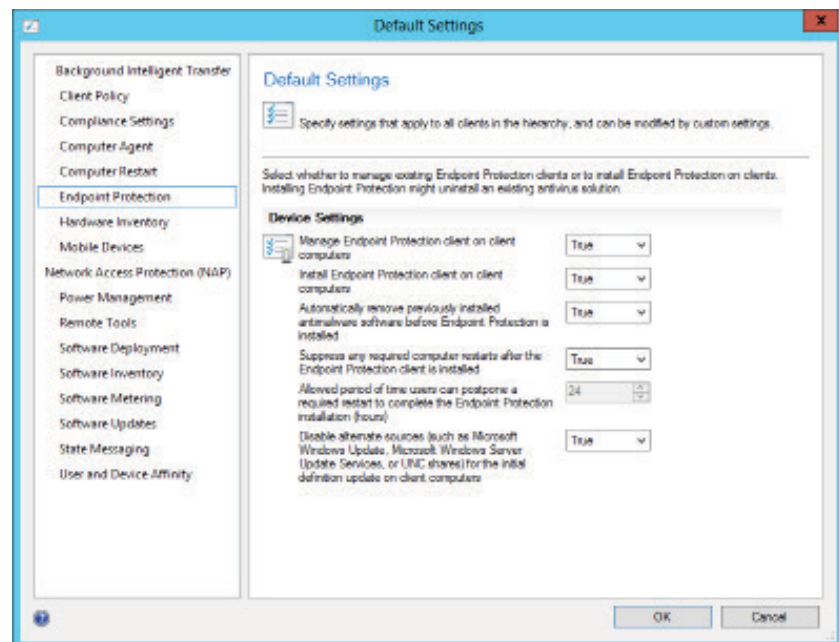 Default Settings
x
Background Intelligent Transfer
Client Policy
Compliance Settings
Computer Agent
Computer Restart
Endpoint Protection
Hardware Inventory
Mobile Devices
Network Access Protection (NAP)
Power Management
Remote Tools
Software Deployment
Software Inventory
Software Metering
Software Updates
State Messaging
User and Device Affinity
Default Settings
Specify settings that apply to all clients in the hierarchy, and can be modified by custom settings.
Select whether to manage existing Endpoint Protection clients or to install Endpoint Protection on clients.
Installing Endpoint Protection might uninstall an existing antivirus solution.
Device Settings
Manage Endpoint Protection client on client
computers
True
Install Endpoint Protection client on client
computers
True
Automatically remove previously installed
antimalware software before Endpoint Protection is
installed
True
Suppress any required computer restarts after the
Endpoint Protection client is installed
True
Allowed period of time users can postpone a
required restart to complete the Endpoint Protection
installation (hours)
24
Disable alternate sources (such as Microsoft
Windows Update, Microsoft Windows Server
Update Services, or UNC shares) for the initial
definition update on client computers
True
?
OK
Cancel